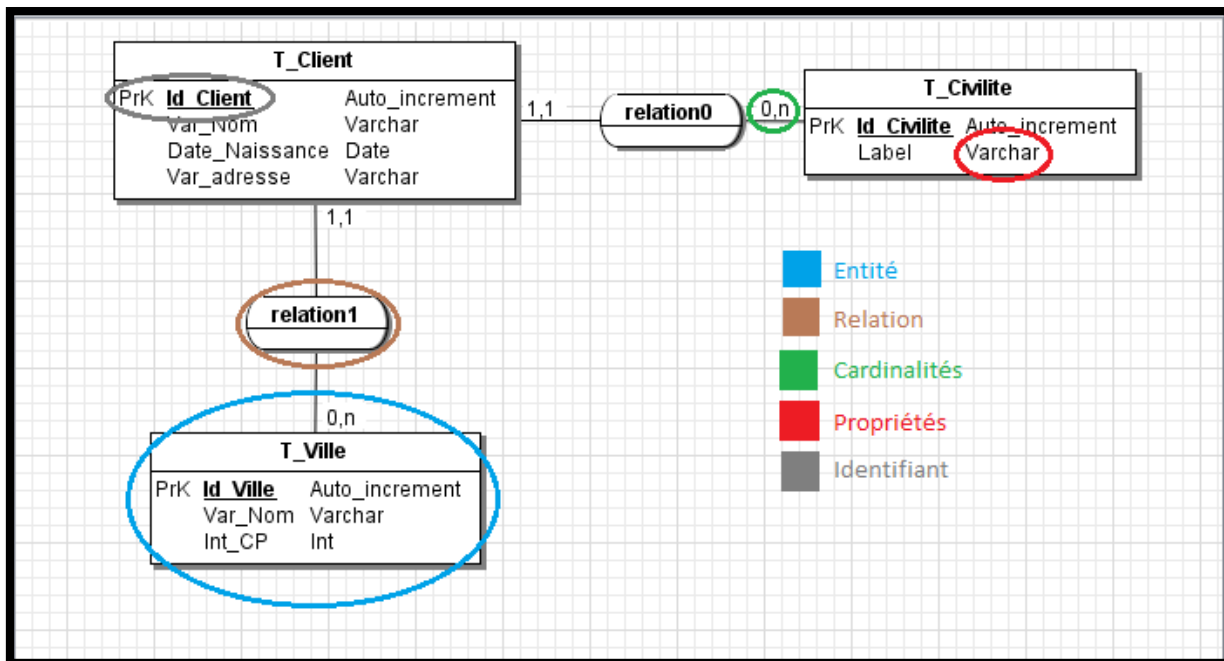 T_Client
PrK Id_Client Auto_increment
Var_Nom Varchar
Date_Naissance Date
Var_adresse Varchar
1,1
relation0
0,n
T_Civilite
PrK Id_Civilite Auto_increment
Label Varchar
1,1
relation1
0,n
T_Ville
PrK Id_Ville Auto_increment
Var_Nom Varchar
Int_CP Int
Entité
Relation
Cardinalités
Propriétés
Identifiant